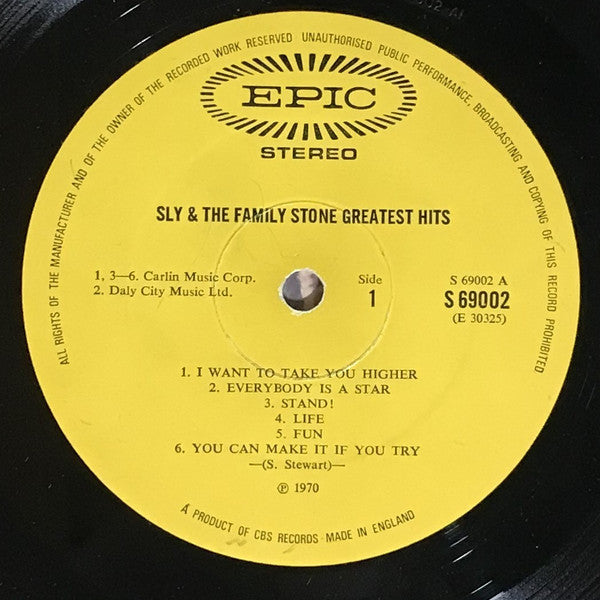 ALL RIGHTS OF THE MANUFACTURER AND OF THE OWNER OF THE RECORDED WORK RESERVED UNAUTHORISED PUBLIC PERFORMANCE, BROADCASTING AND COPYING OF THIS RECORD PROHIBITED
EPIC
STEREO
SLY & THE FAMILY STONE GREATEST HITS
1, 3—6. Carlin Music Corp.
2. Daly City Music Ltd.
Side
1
S 69002 A
S 69002
(E 30325)
1. I WANT TO TAKE YOU HIGHER
2. EVERYBODY IS A STAR
3. STAND!
4. LIFE
5. FUN
6. YOU CAN MAKE IT IF YOU TRY
—(S. Stewart)—
℗ 1970
A PRODUCT OF CBS RECORDS · MADE IN ENGLAND